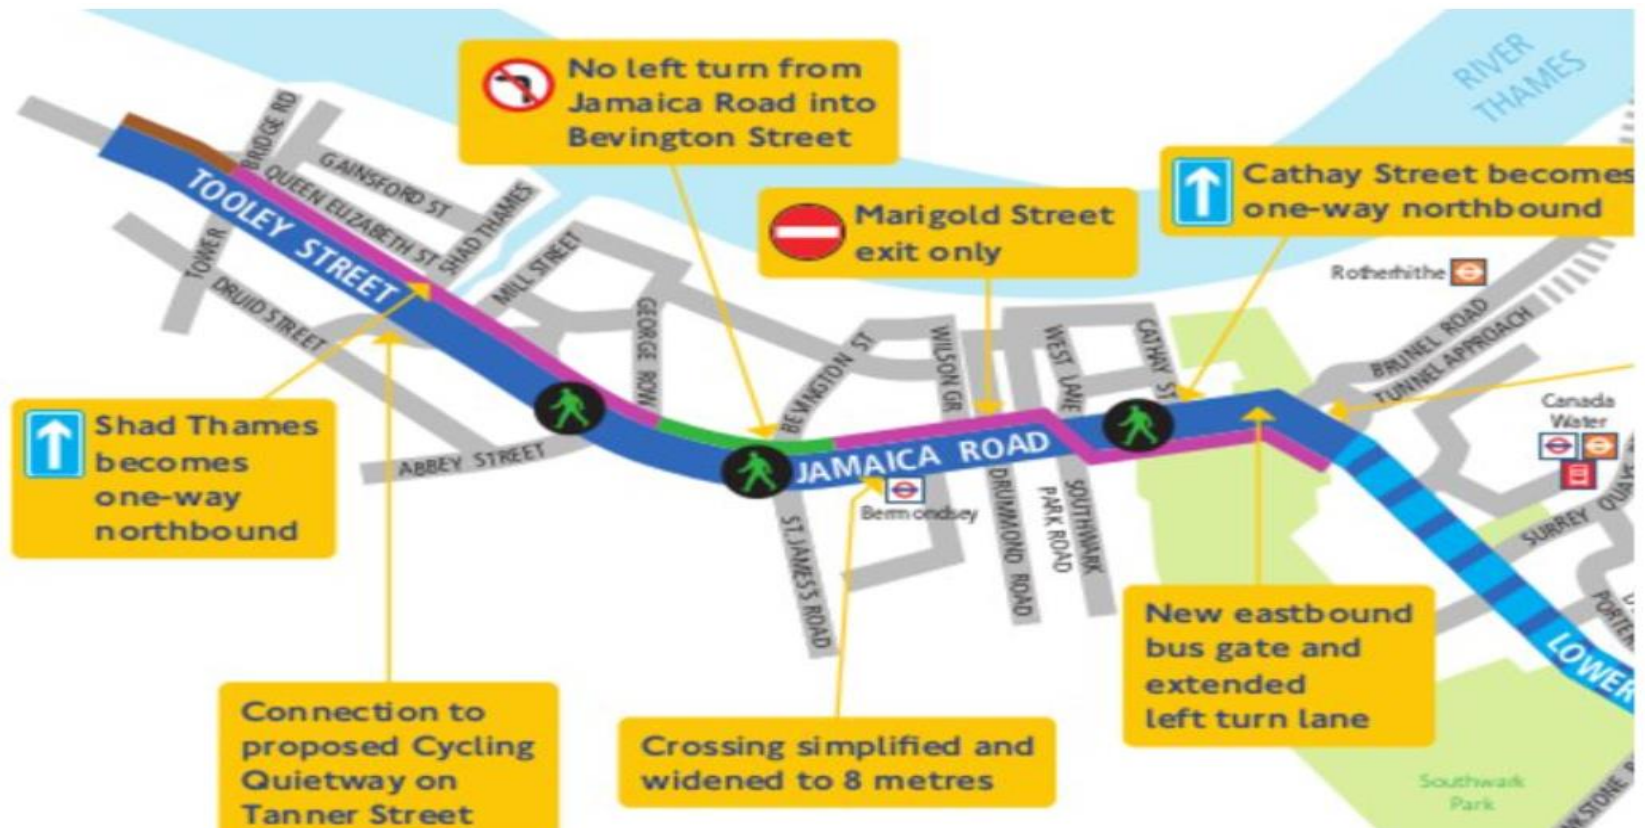 RIVER
THAMES
No left turn from
Jamaica Road into
Bevington Street
Cathay Street becomes
one-way northbound
Marigold Street
exit only
BRIDGE RD
GAINSFORD ST
QUEEN ELIZABETH ST
SHAD THAMES
TOOLEY STREET
TOWER
DRUID STREET
MILL STREET
GEORGE ROW
BEVINGTON ST
WILSON GR
WEST LANE
CATHAY ST
Rotherhithe
BRUNEL ROAD
TUNNEL APPROACH
Canada
Water
Shad Thames
becomes
one-way
northbound
ABBEY STREET
JAMAICA ROAD
Bermondsey
ST. JAMES'S ROAD
DRUMMOND ROAD
SOUTHWARK
PARK ROAD
SURREY
LOWER
New eastbound
bus gate and
extended
left turn lane
Connection to
proposed Cycling
Quietway on
Tanner Street
Crossing simplified and
widened to 8 metres
Southwark
Park